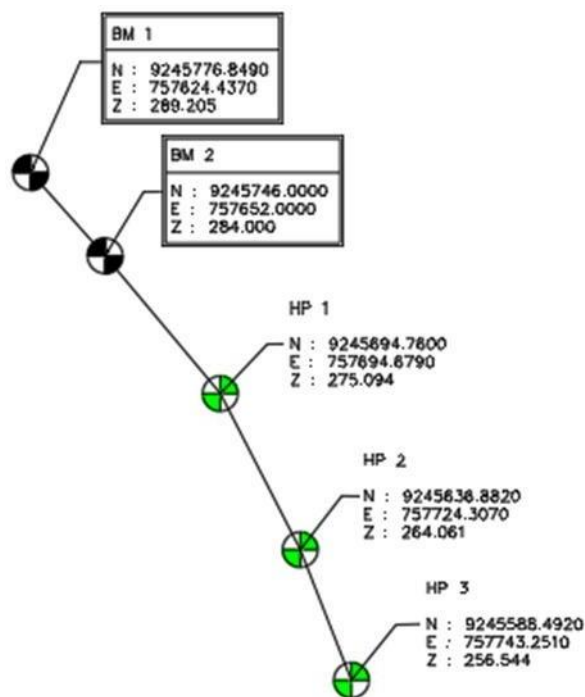 BM 1
N : 9245776.8490
E : 757624.4370
Z : 289.205
BM 2
N : 9245746.0000
E : 757652.0000
Z : 284.000
HP 1
N : 9245694.7600
E : 757694.6790
Z : 275.094
HP 2
N : 9245636.8820
E : 757724.3070
Z : 264.061
HP 3
N : 9245588.4920
E : 757743.2510
Z : 256.544